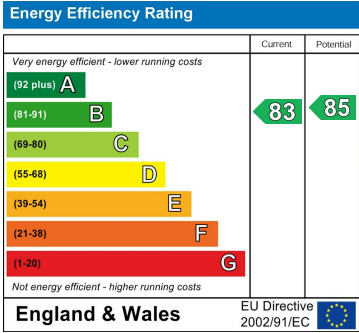 Energy Efficiency Rating
Current Potential
Very energy efficient - lower running costs
(92 plus) A
(81-91) B
83 85
(69-80) C
(55-68) D
(39-54) E
(21-38) F
(1-20) G
Not energy efficient - higher running costs
England & Wales
EU Directive
2002/91/EC